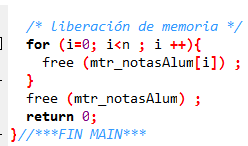 /* liberación de memoria */
for (i=0; i<n ; i ++){
free (mtr_notasAlum[i]) ;
}
free (mtr_notasAlum) ;
return 0;
}//***FIN MAIN***